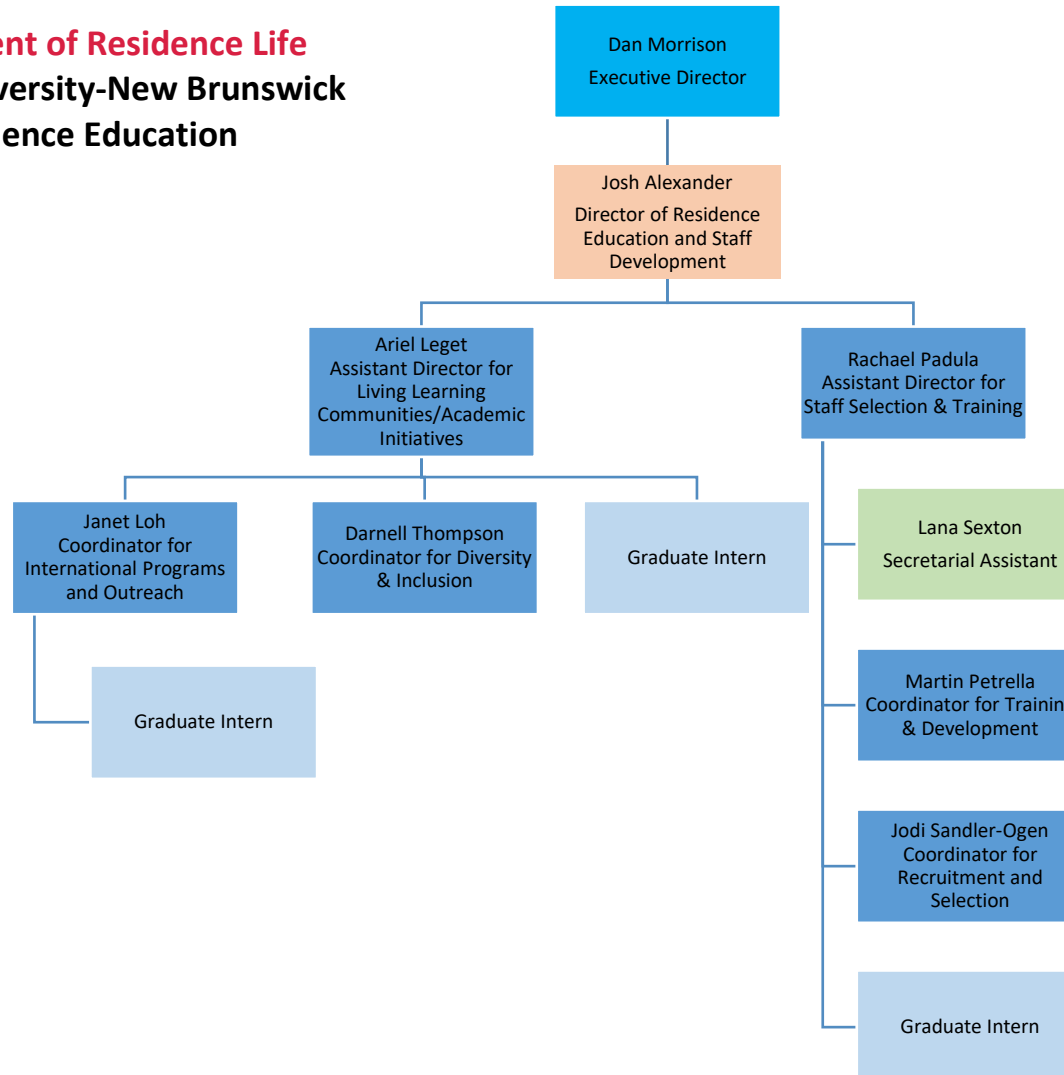 ent of Residence Life
versity-New Brunswick
ence Education
Dan Morrison
Executive Director
Josh Alexander
Director of Residence
Education and Staff
Development
Ariel Leget
Assistant Director for
Living Learning
Communities/Academic
Initiatives
Rachael Padula
Assistant Director for
Staff Selection & Training
Janet Loh
Coordinator for
International Programs
and Outreach
Darnell Thompson
Coordinator for Diversity
& Inclusion
Graduate Intern
Lana Sexton
Secretarial Assistant
Graduate Intern
Martin Petrella
Coordinator for Trainin
& Development
Jodi Sandler-Ogen
Coordinator for
Recruitment and
Selection
Graduate Intern